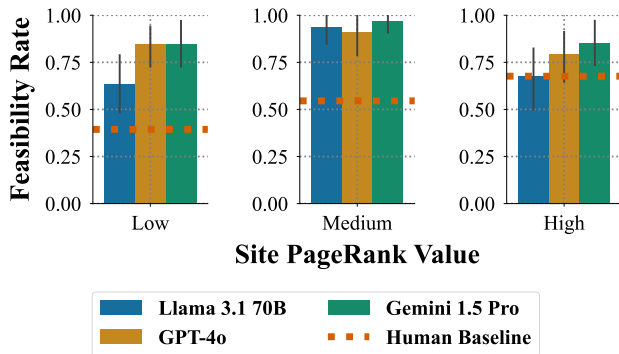 Feasibility Rate
1.00 1.00 1.00
0.75 0.75 0.75
0.50 0.50 0.50
0.25 0.25 0.25
0.00 0.00 0.00
Low Medium High
Site PageRank Value
Llama 3.1 70B Gemini 1.5 Pro
GPT-4o Human Baseline